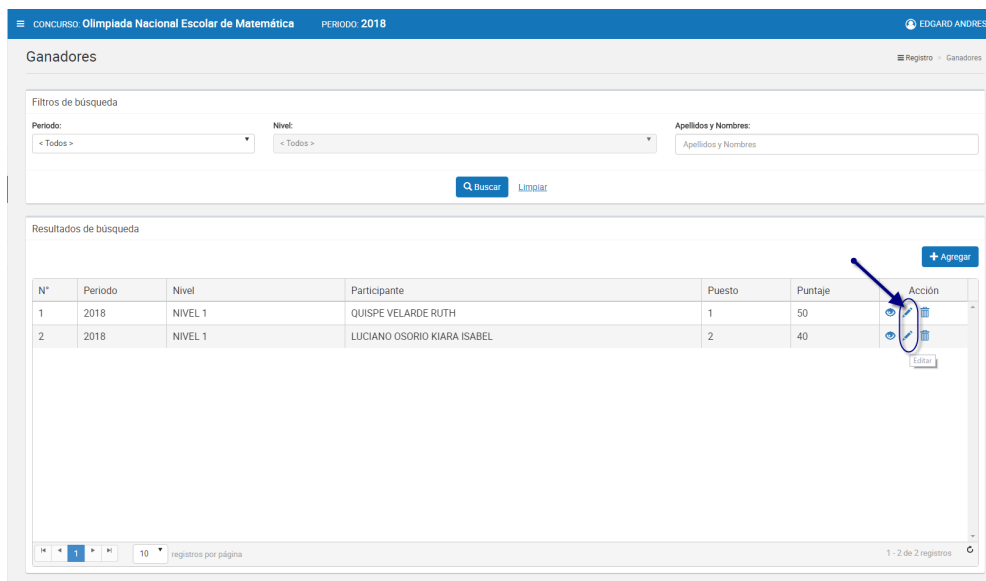 CONCURSO: Olimpiada Nacional Escolar de Matemática PERIODO: 2018 EDGARD ANDRES
Ganadores
Registro > Ganadores
Filtros de búsqueda
Periodo: Nivel: Apellidos y Nombres:
< Todos > < Todos > Apellidos y Nombres
Buscar Limpiar
Resultados de búsqueda
+ Agregar
N° Periodo Nivel Participante Puesto Puntaje Acción
1 2018 NIVEL 1 QUISPE VELARDE RUTH 1 50
2 2018 NIVEL 1 LUCIANO OSORIO KIARA ISABEL 2 40
Editar
1 10 registros por página 1 - 2 de 2 registros